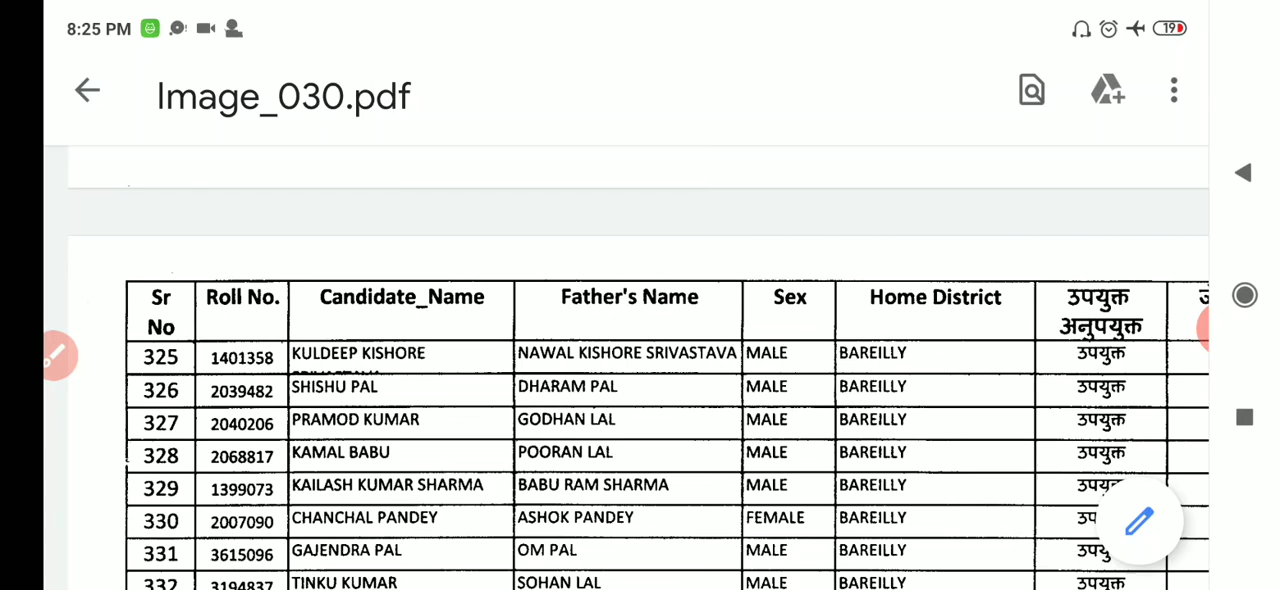 8:25 PM 19
Image_030.pdf
Sr No Roll No. Candidate_Name Father's Name Sex Home District उपयुक्त अनुपयुक्त
325 1401358 KULDEEP KISHORE NAWAL KISHORE SRIVASTAVA MALE BAREILLY उपयुक्त
326 2039482 SHISHU PAL DHARAM PAL MALE BAREILLY उपयुक्त
327 2040206 PRAMOD KUMAR GODHAN LAL MALE BAREILLY उपयुक्त
328 2068817 KAMAL BABU POORAN LAL MALE BAREILLY उपयुक्त
329 1399073 KAILASH KUMAR SHARMA BABU RAM SHARMA MALE BAREILLY
330 2007090 CHANCHAL PANDEY ASHOK PANDEY FEMALE BAREILLY
331 3615096 GAJENDRA PAL OM PAL MALE BAREILLY
332 3194837 TINKU KUMAR SOHAN LAL MALE BAREILLY उपयुक्त